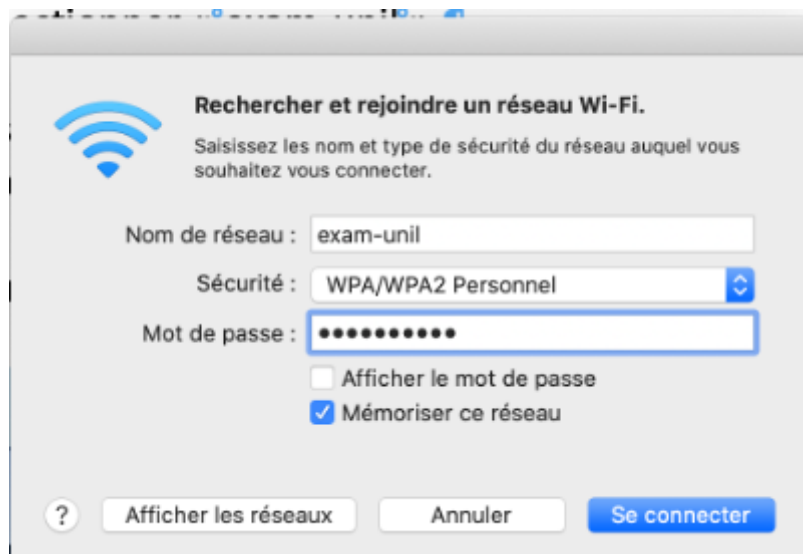 Rechercher et rejoindre un réseau Wi-Fi.
Saisissez les nom et type de sécurité du réseau auquel vous
souhaitez vous connecter.
Nom de réseau : exam-unil
Sécurité : WPA/WPA2 Personnel
Mot de passe : ••••••••••
Afficher le mot de passe
Mémoriser ce réseau
? Afficher les réseaux Annuler Se connecter